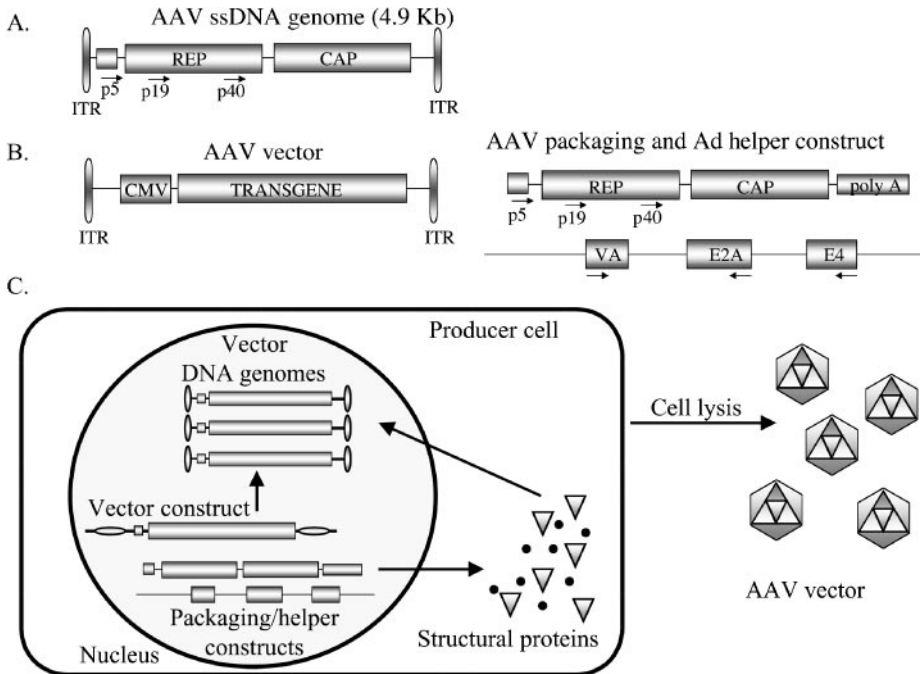 A.
AAV ssDNA genome (4.9 Kb)
REP
CAP
p5
p19
p40
ITR
ITR
B.
AAV vector
CMV
TRANSGENE
ITR
ITR
AAV packaging and Ad helper construct
REP
CAP
poly A
p5
p19
p40
VA
E2A
E4
C.
Producer cell
Vector
DNA genomes
Cell lysis
Vector construct
Packaging/helper
constructs
Nucleus
Structural proteins
AAV vector